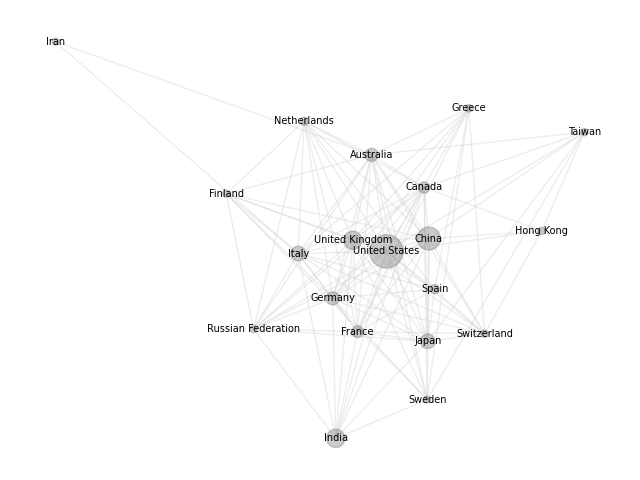 Iran
Greece
Netherlands
Taiwan
Australia
Canada
Finland
Hong Kong
United Kingdom
China
United States
Italy
Spain
Germany
Russian Federation
France
Switzerland
Japan
Sweden
India